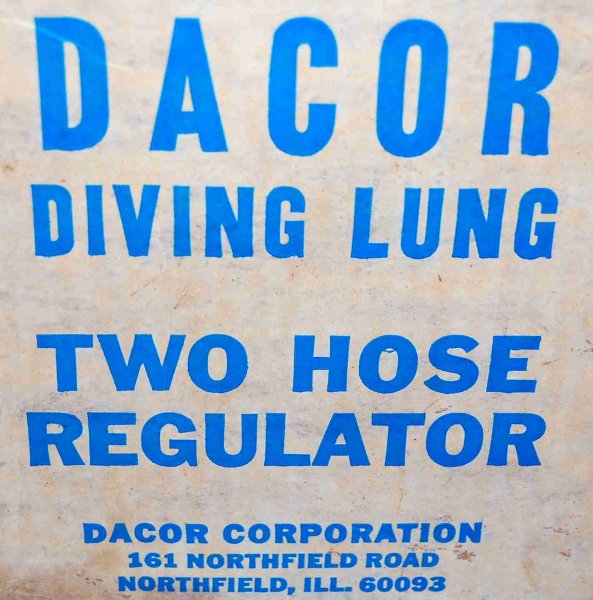 DACOR
DIVING LUNG
TWO HOSE
REGULATOR
DACOR CORPORATION
161 NORTHFIELD ROAD
NORTHFIELD, ILL. 60093